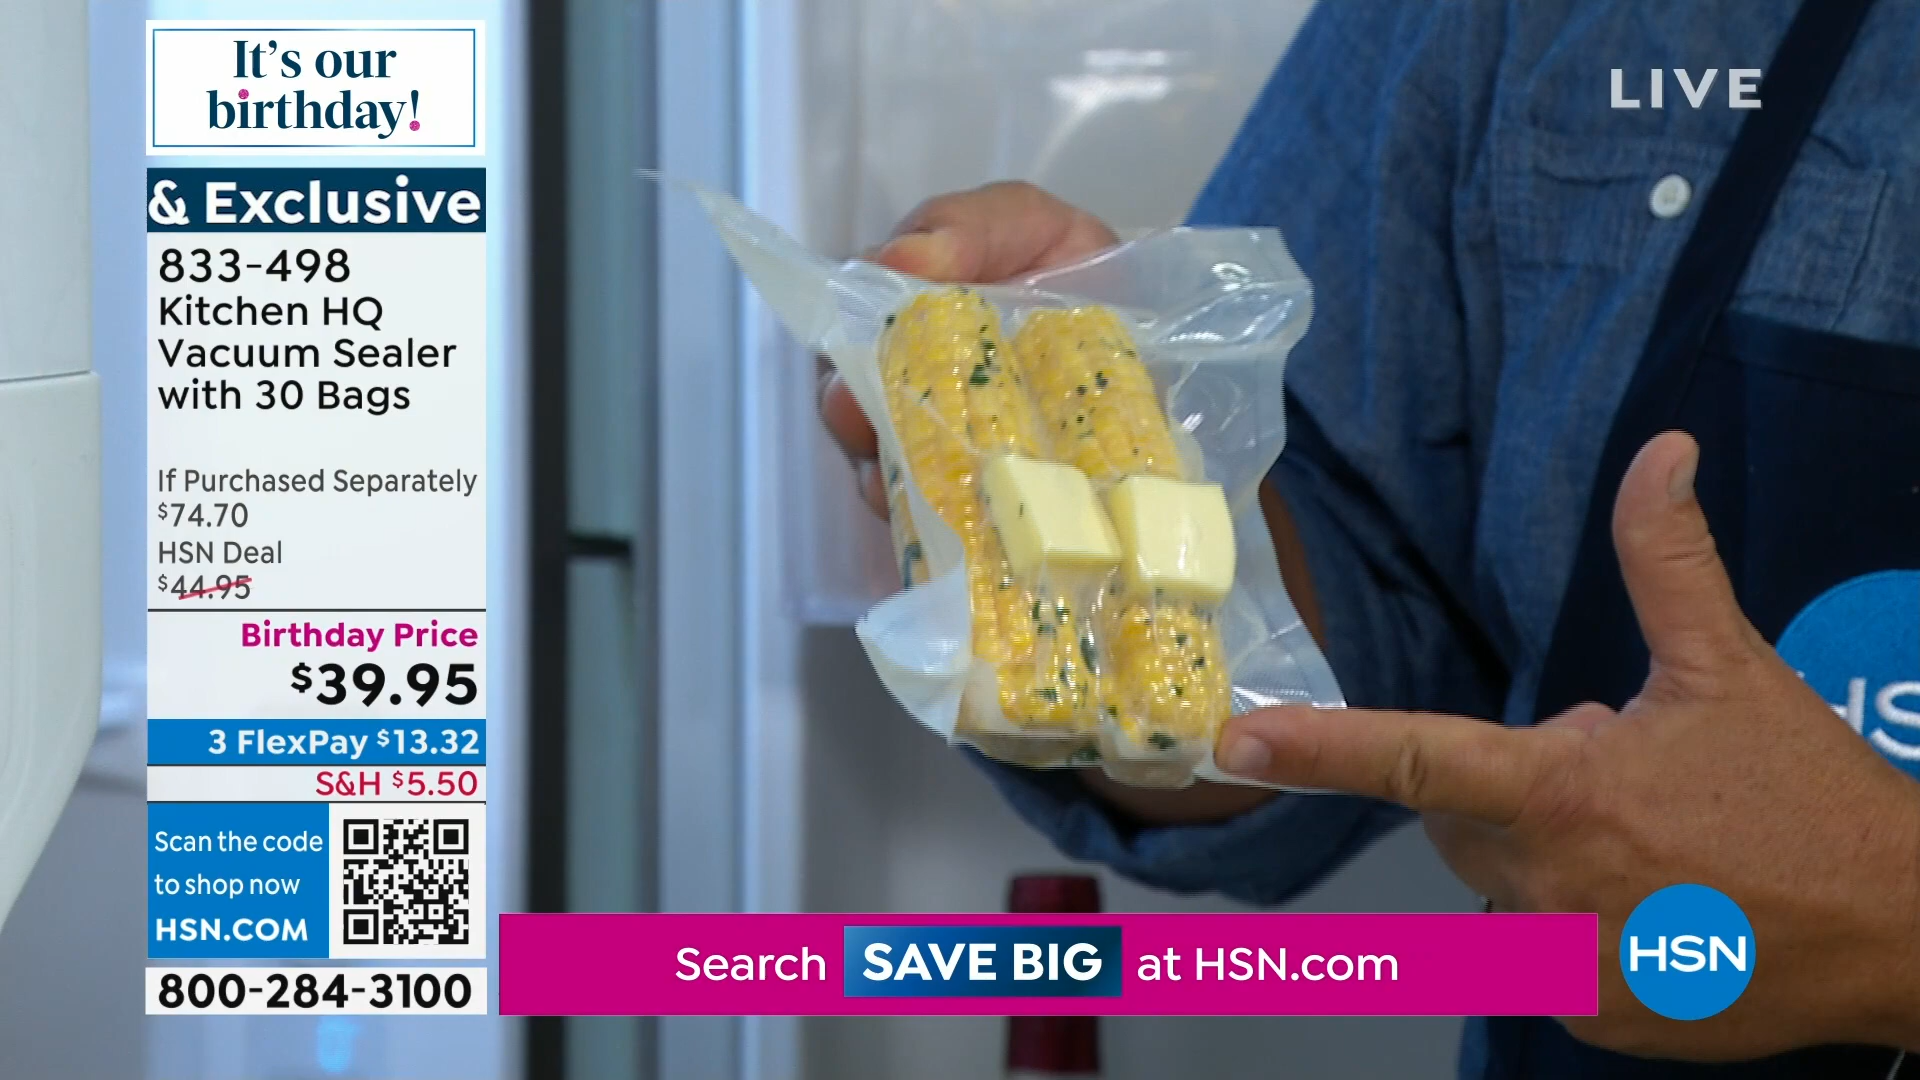 It's our
birthday!
& Exclusive
833-498
Kitchen HQ
Vacuum Sealer
with 30 Bags
If Purchased Separately
$74.70
HSN Deal
$44.95
Birthday Price
$39.95
3 FlexPay $13.32
S&H $5.50
Scan the code
to shop now
HSN.COM
800-284-3100
LIVE
HS
Search SAVE BIG at HSN.com
HSN